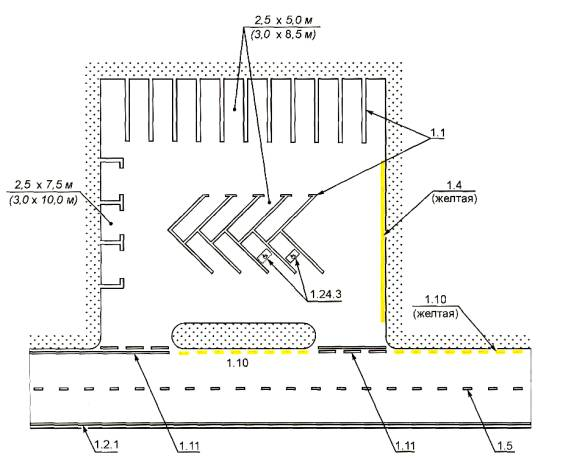 2,5 x 5,0 м
(3,0 x 8,5 м)
1.1
2,5 x 7,5 м
(3,0 x 10,0 м)
1.4
(желтая)
1.24.3
1.10
(желтая)
1.10
1.2.1
1.11
1.11
1.5